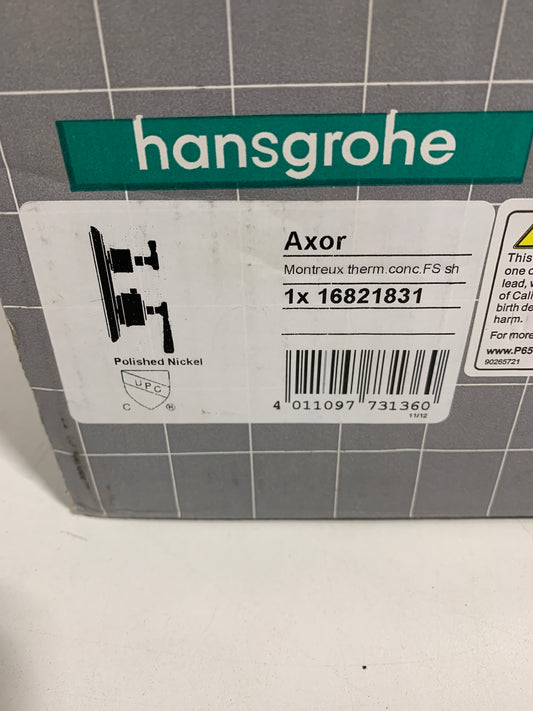 hansgrohe
Axor
Montreux therm.conc.FS sh
1x 16821831
Polished Nickel
UPC
C ®
4 011097 731360
11/12
This
one o
lead, w
of Cali
birth de
harm.
For more
www.P65
90265721